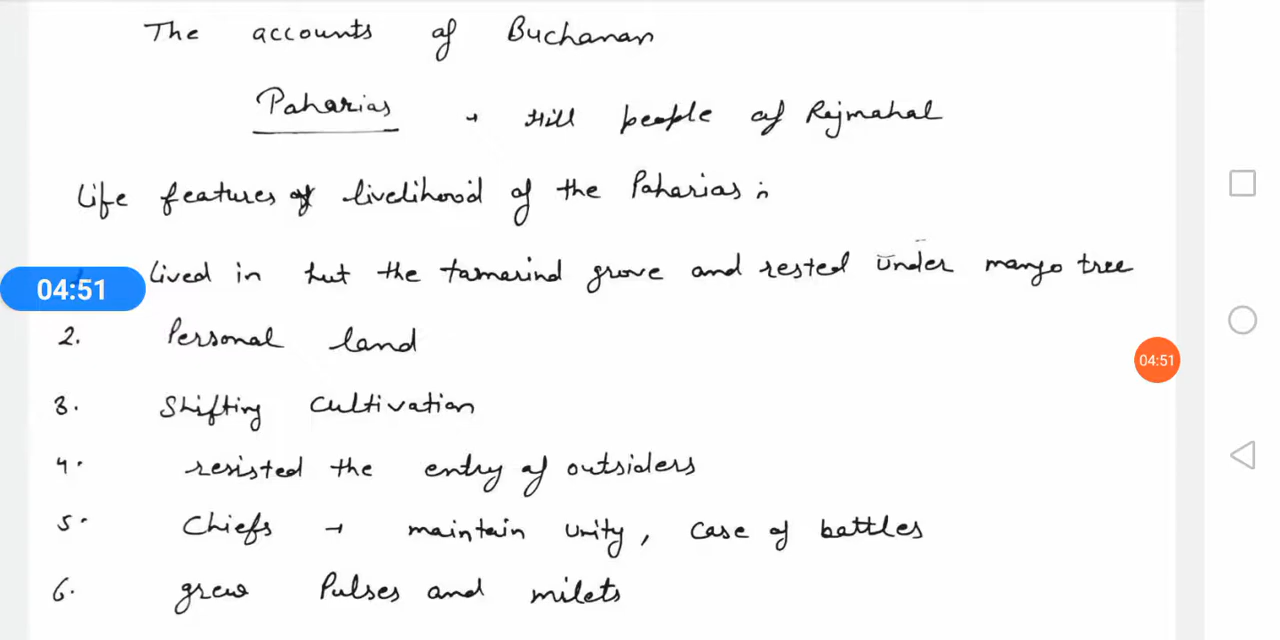 The accounts of Buchanan
Paharias → Hill people of Rajmahal
Life features of livelihood of the Paharias :
lived in hut the tamarind grove and rested under mango tree
04:51
2. Personal land
04:51
3. Shifting cultivation
4. resisted the entry of outsiders
5. Chiefs → maintain unity, case of battles
6. grew Pulses and milets